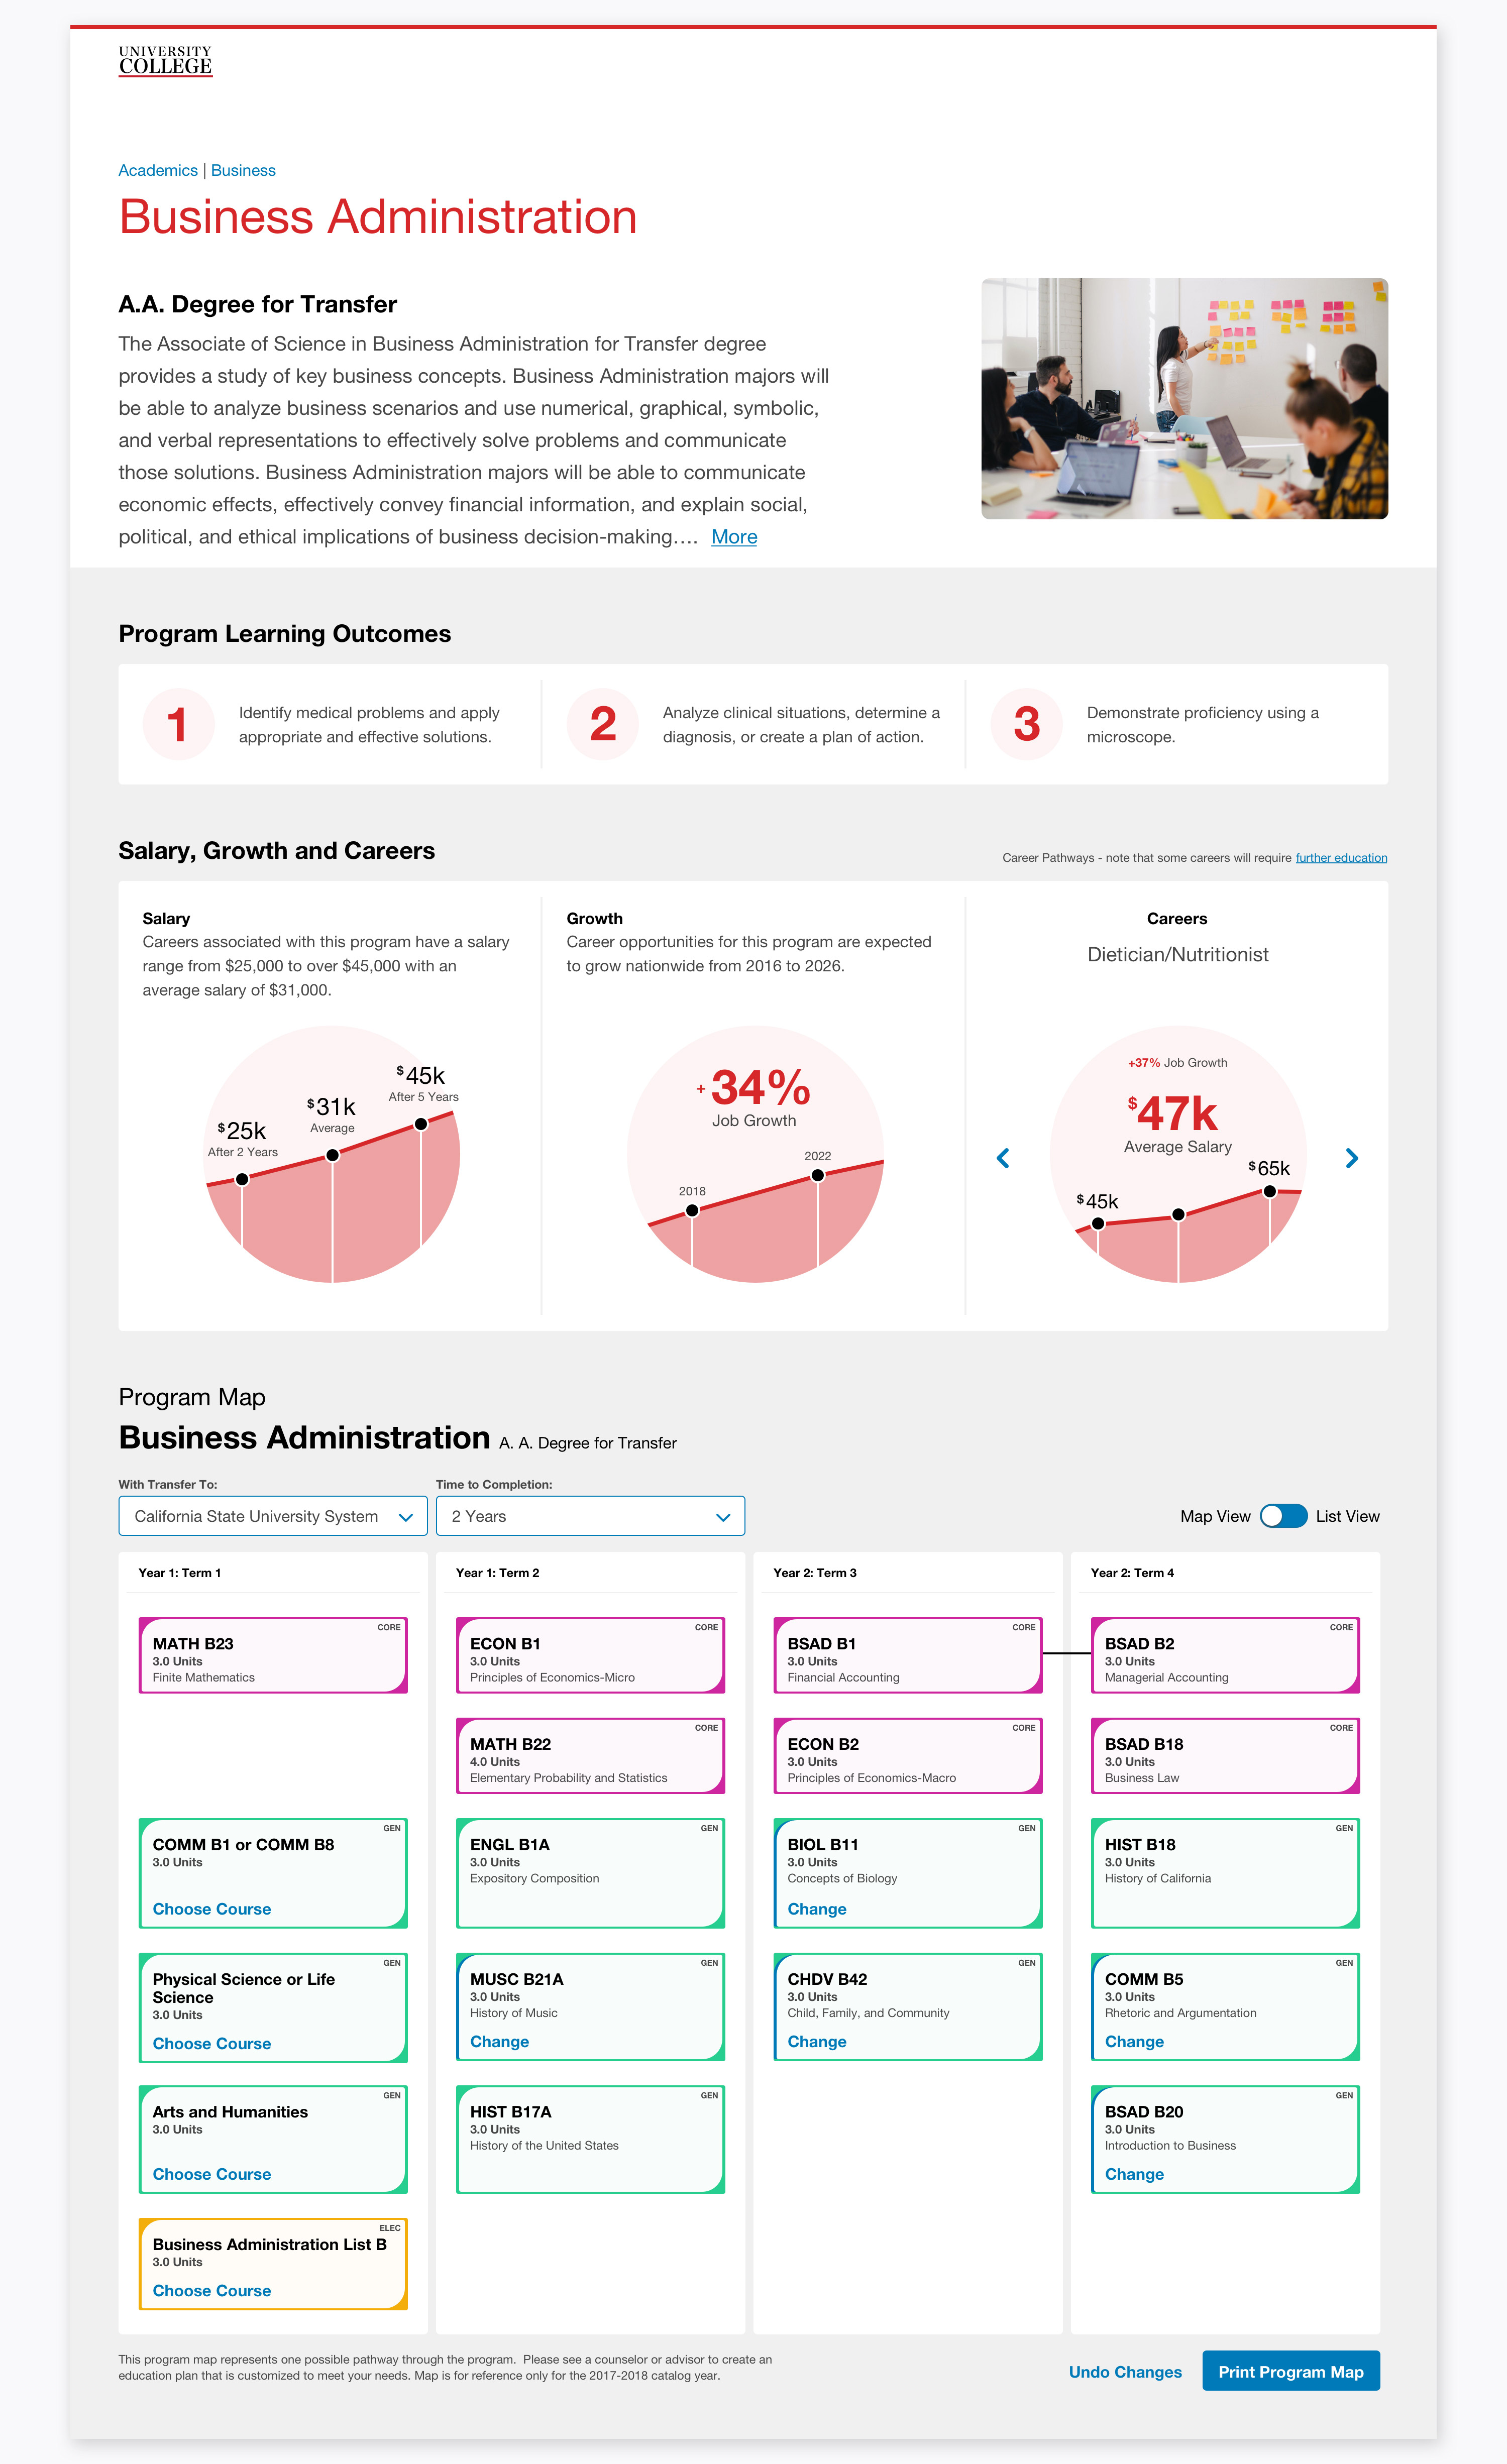 UNIVERSITY
COLLEGE
Academics | Business
Business Administration
A.A. Degree for Transfer
The Associate of Science in Business Administration for Transfer degree
provides a study of key business concepts. Business Administration majors will
be able to analyze business scenarios and use numerical, graphical, symbolic,
and verbal representations to effectively solve problems and communicate
those solutions. Business Administration majors will be able to communicate
economic effects, effectively convey financial information, and explain social,
political, and ethical implications of business decision-making…. More
Program Learning Outcomes
1
Identify medical problems and apply
appropriate and effective solutions.
2
Analyze clinical situations, determine a
diagnosis, or create a plan of action.
3
Demonstrate proficiency using a
microscope.
Salary, Growth and Careers
Career Pathways - note that some careers will require further education
Salary
Careers associated with this program have a salary
range from $25,000 to over $45,000 with an
average salary of $31,000.
$25k
After 2 Years
$31k
Average
$45k
After 5 Years
Growth
Career opportunities for this program are expected
to grow nationwide from 2016 to 2026.
+34%
Job Growth
2018
2022
Careers
Dietician/Nutritionist
+37% Job Growth
$47k
Average Salary
$45k
$65k
Program Map
Business Administration A. A. Degree for Transfer
With Transfer To:
California State University System
Time to Completion:
2 Years
Map View
List View
Year 1: Term 1
CORE
MATH B23
3.0 Units
Finite Mathematics
GEN
COMM B1 or COMM B8
3.0 Units
Choose Course
GEN
Physical Science or Life
Science
3.0 Units
Choose Course
GEN
Arts and Humanities
3.0 Units
Choose Course
ELEC
Business Administration List B
3.0 Units
Choose Course
Year 1: Term 2
CORE
ECON B1
3.0 Units
Principles of Economics-Micro
CORE
MATH B22
4.0 Units
Elementary Probability and Statistics
GEN
ENGL B1A
3.0 Units
Expository Composition
GEN
MUSC B21A
3.0 Units
History of Music
Change
GEN
HIST B17A
3.0 Units
History of the United States
Year 2: Term 3
CORE
BSAD B1
3.0 Units
Financial Accounting
CORE
ECON B2
3.0 Units
Principles of Economics-Macro
GEN
BIOL B11
3.0 Units
Concepts of Biology
Change
GEN
CHDV B42
3.0 Units
Child, Family, and Community
Change
Year 2: Term 4
CORE
BSAD B2
3.0 Units
Managerial Accounting
CORE
BSAD B18
3.0 Units
Business Law
GEN
HIST B18
3.0 Units
History of California
GEN
COMM B5
3.0 Units
Rhetoric and Argumentation
Change
GEN
BSAD B20
3.0 Units
Introduction to Business
Change
This program map represents one possible pathway through the program. Please see a counselor or advisor to create an
education plan that is customized to meet your needs. Map is for reference only for the 2017-2018 catalog year.
Undo Changes
Print Program Map